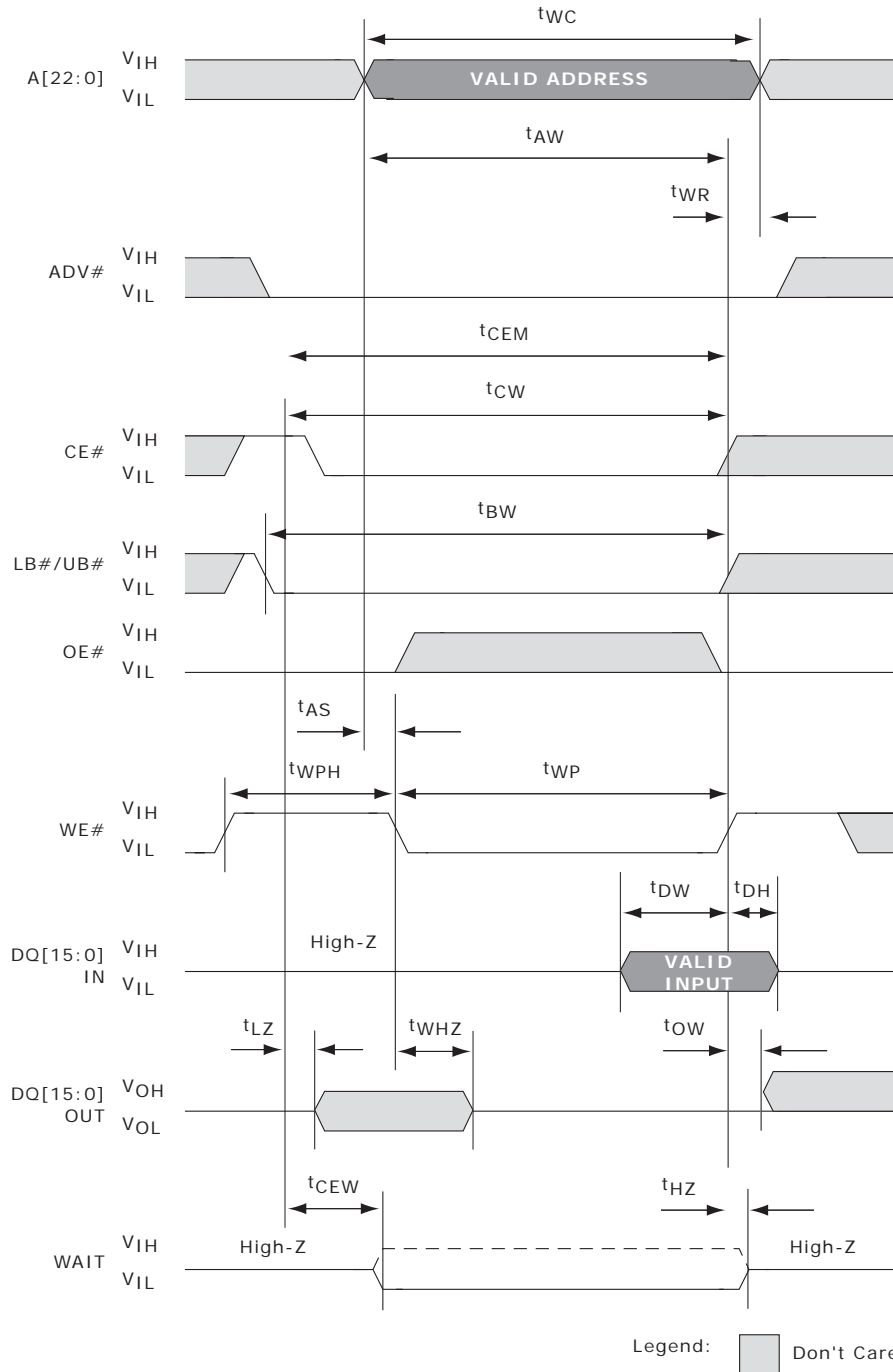 tWC
A[22:0] VIH VIL VALID ADDRESS
tAW
tWR
ADV# VIH VIL
tCEM
tCW
CE# VIH VIL
tBW
LB#/UB# VIH VIL
OE# VIH VIL
tAS
tWPH tWP
WE# VIH VIL
tDW tDH
DQ[15:0] IN VIH VIL High-Z VALID INPUT
tLZ tWHZ tOW
DQ[15:0] OUT VOH VOL
tCEW tHZ
WAIT VIH VIL High-Z High-Z
Legend: Don't Care